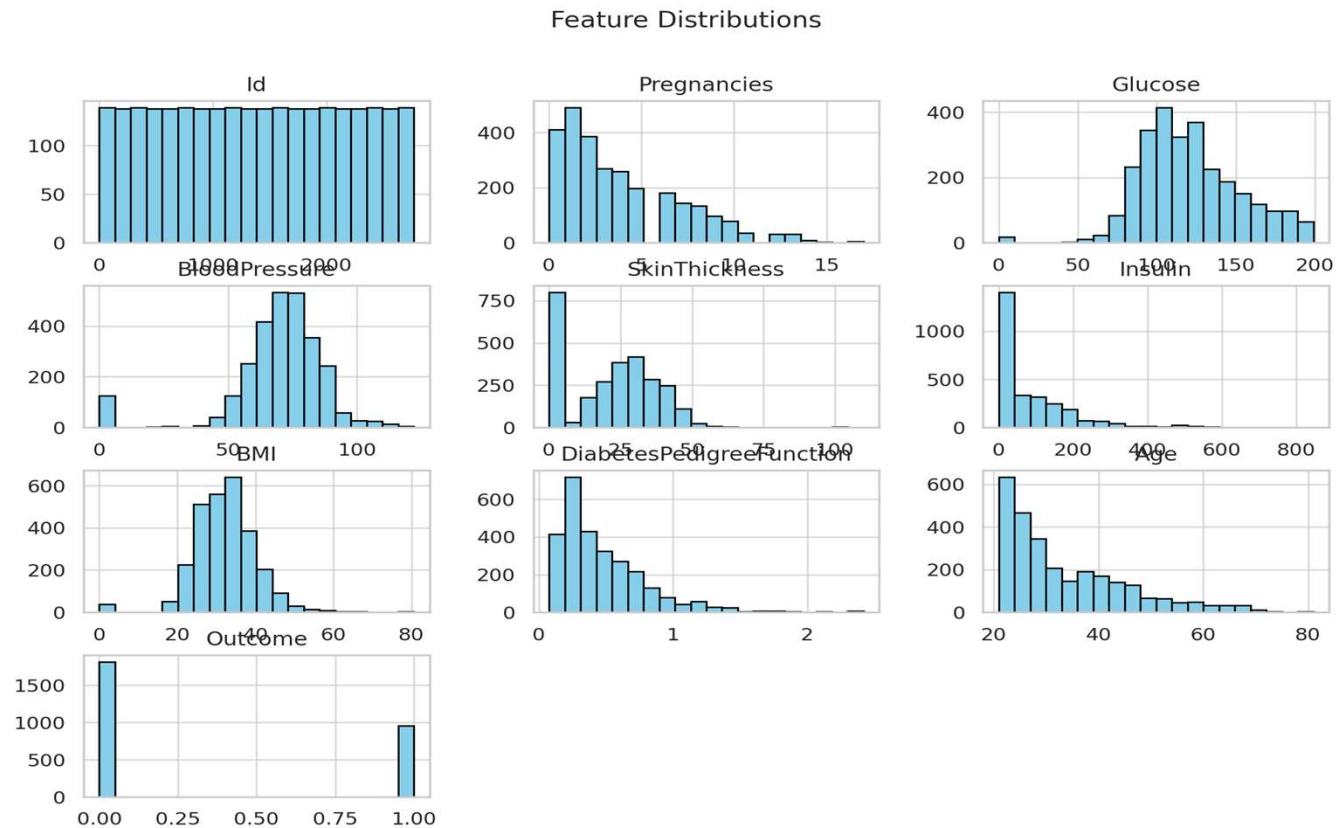 Feature Distributions
Id Pregnancies Glucose
100
50
0
0 1000 2000
400
200
0
0 5 10 15
400
200
0
0 50 100 150 200
BloodPressure SkinThickness Insulin
400
200
0
0 50 100
750
500
250
0
0 25 50 75 100
1000
500
0
0 200 400 600 800
BMI DiabetesPedigreeFunction Age
600
400
200
0
0 20 40 60 80
600
400
200
0
0 1 2
600
400
200
0
20 40 60 80
Outcome
1500
1000
500
0
0.00 0.25 0.50 0.75 1.00